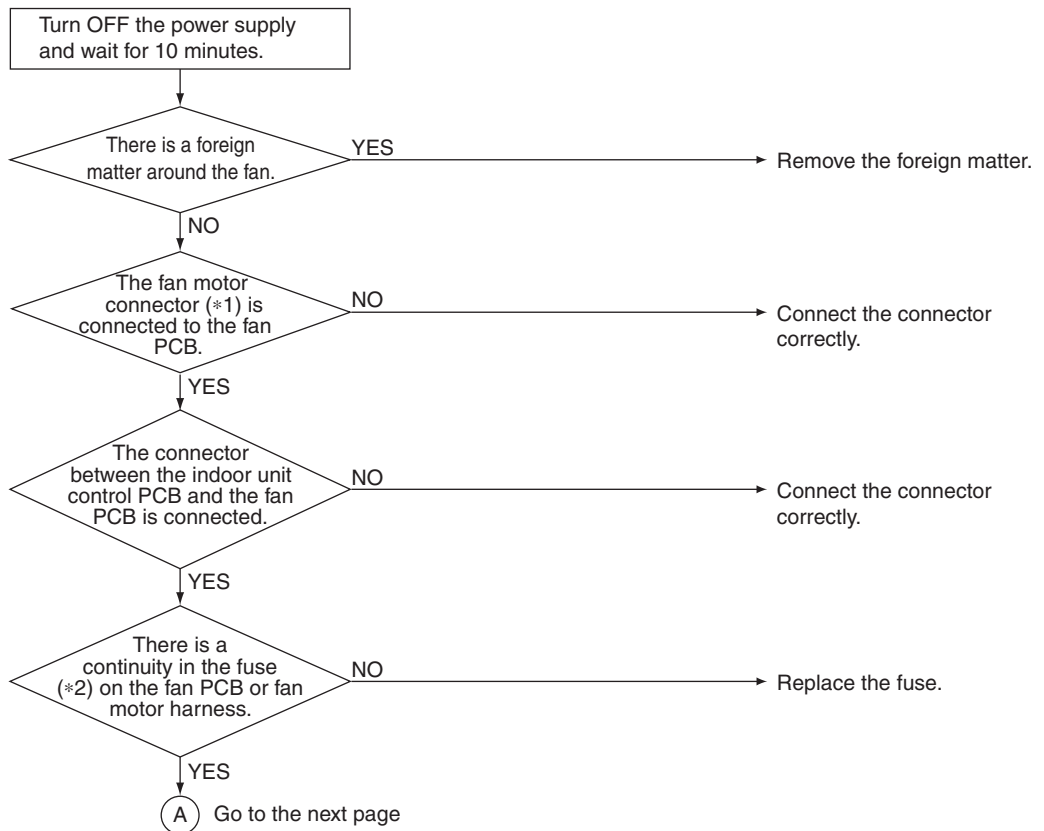 Turn OFF the power supply
and wait for 10 minutes.
There is a foreign
matter around the fan.
YES
Remove the foreign matter.
NO
The fan motor
connector (*1) is
connected to the fan
PCB.
NO
Connect the connector
correctly.
YES
The connector
between the indoor unit
control PCB and the fan
PCB is connected.
NO
Connect the connector
correctly.
YES
There is a
continuity in the fuse
(*2) on the fan PCB or fan
motor harness.
NO
Replace the fuse.
YES
A Go to the next page